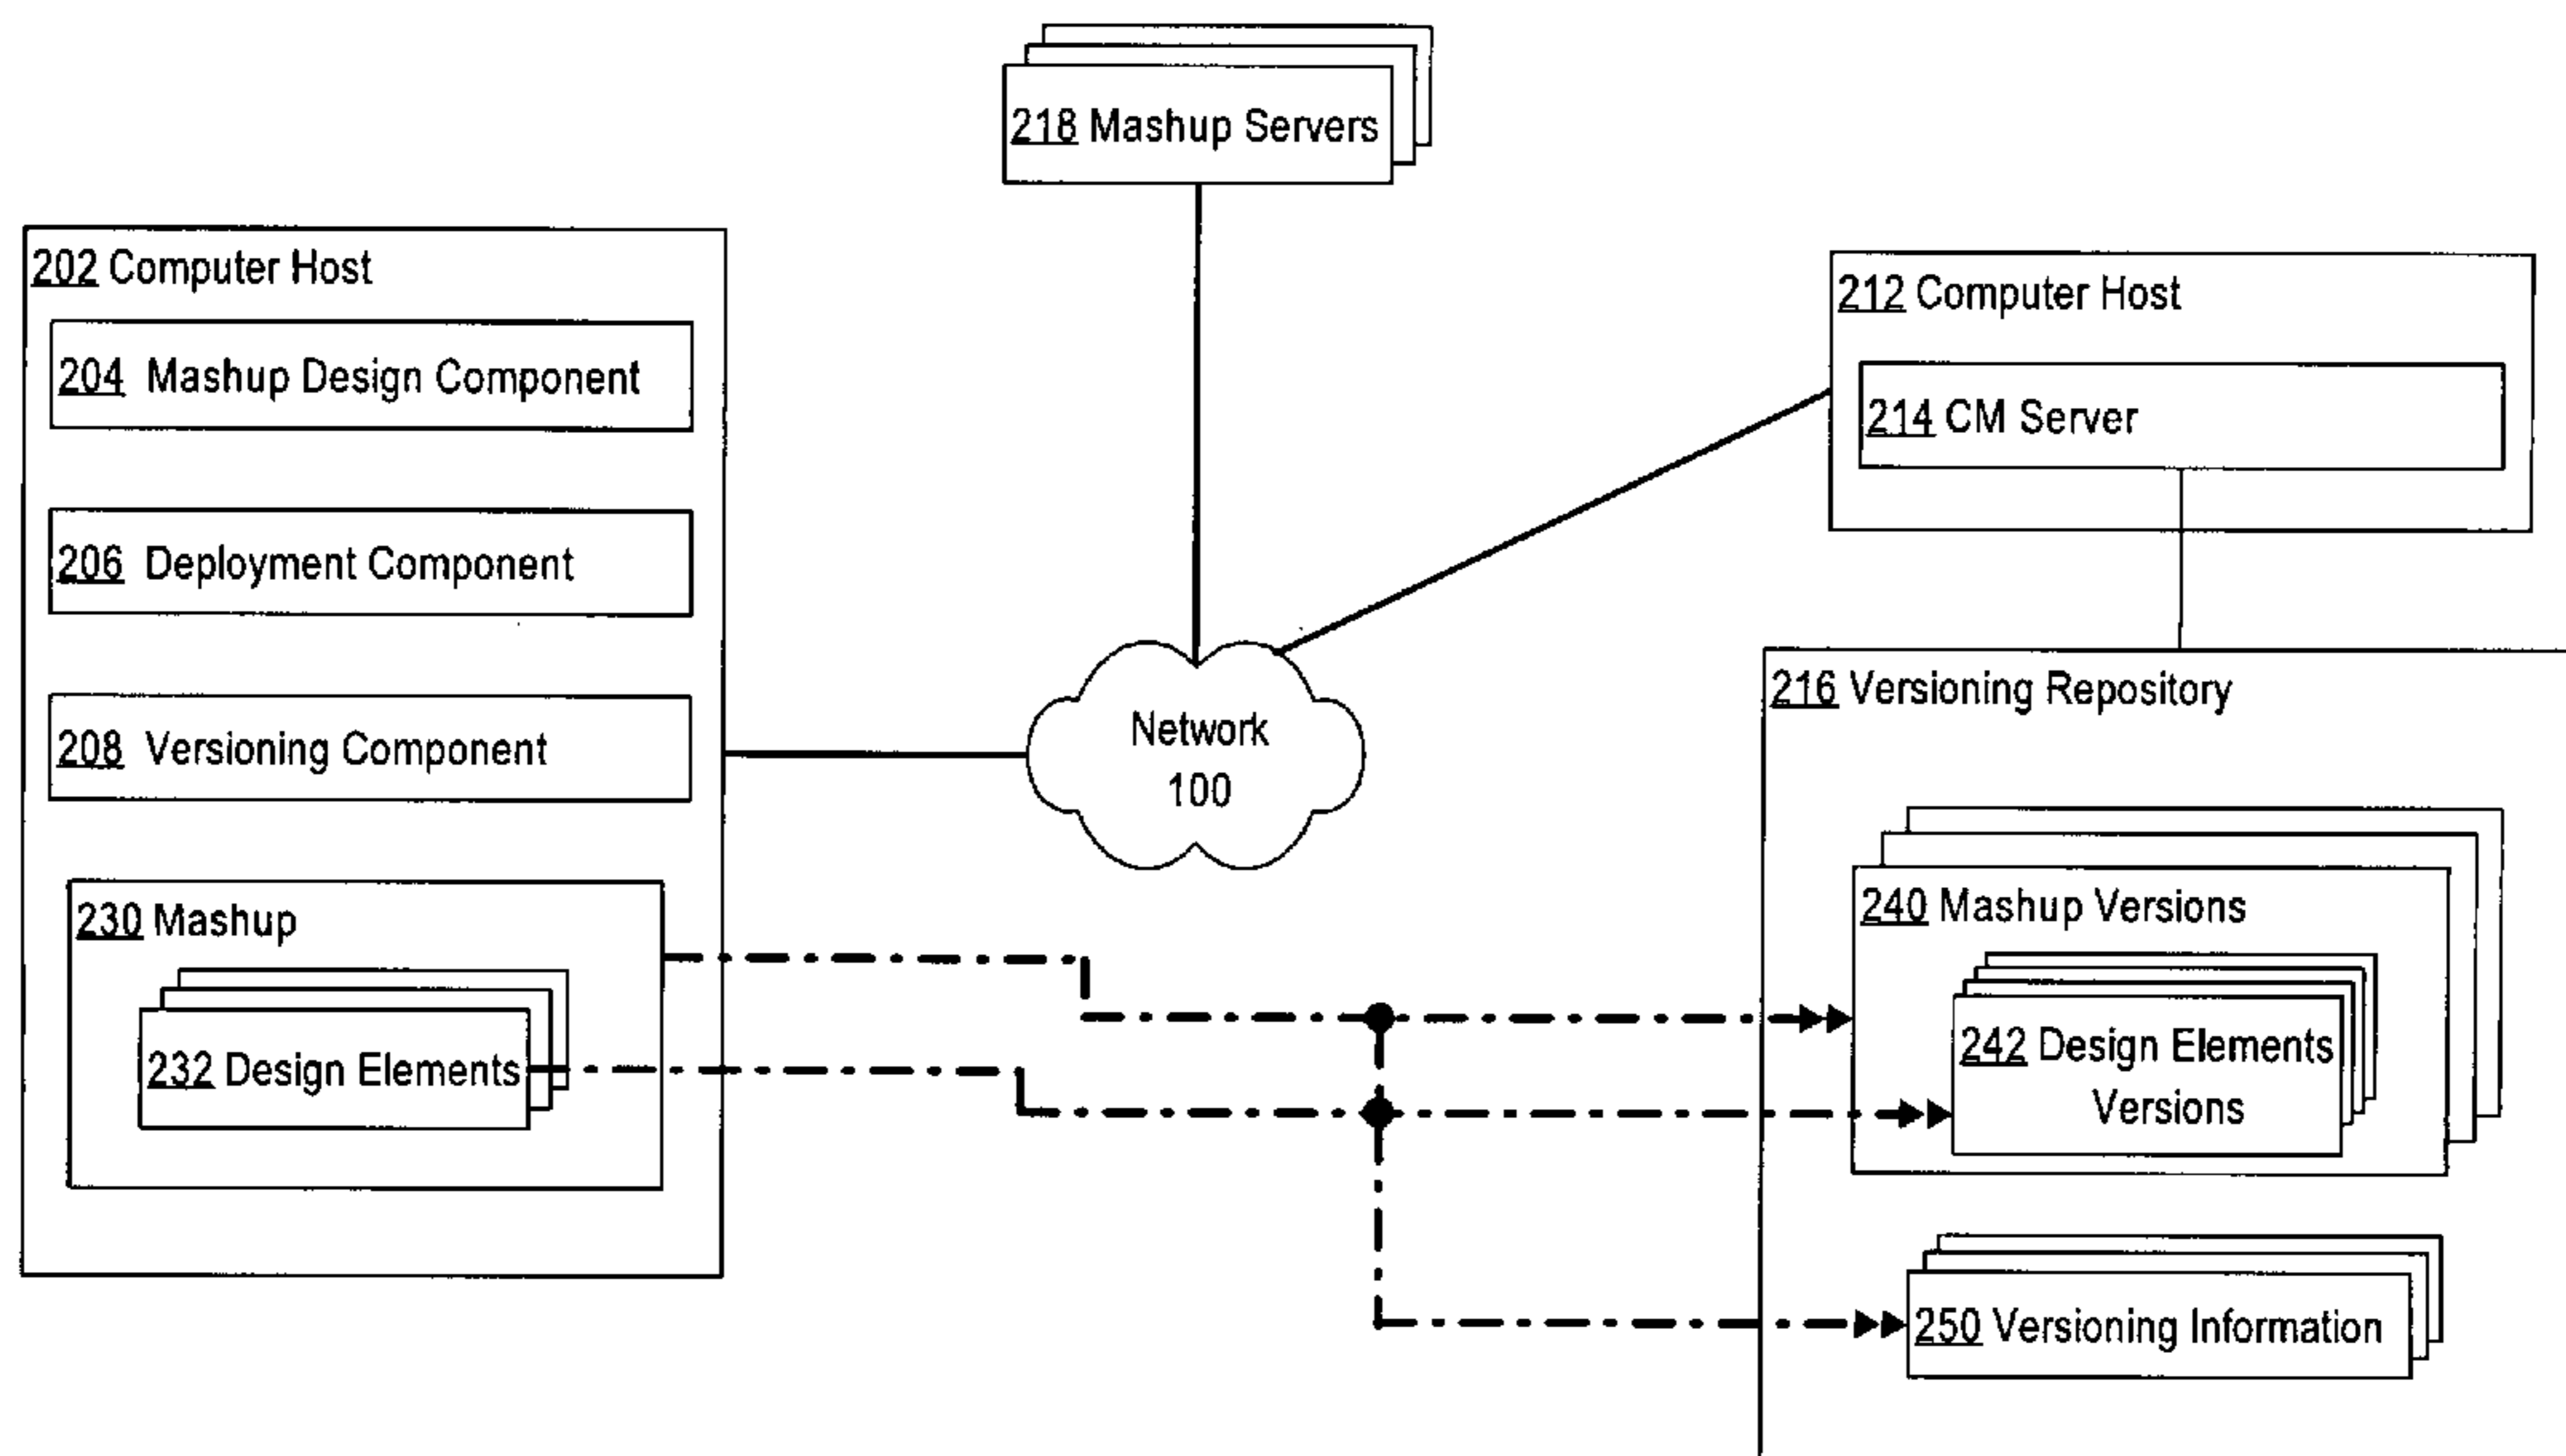 218 Mashup Servers
202 Computer Host
204 Mashup Design Component
206 Deployment Component
208 Versioning Component
230 Mashup
232 Design Elements
Network
100
212 Computer Host
214 CM Server
216 Versioning Repository
240 Mashup Versions
242 Design Elements
Versions
250 Versioning Information